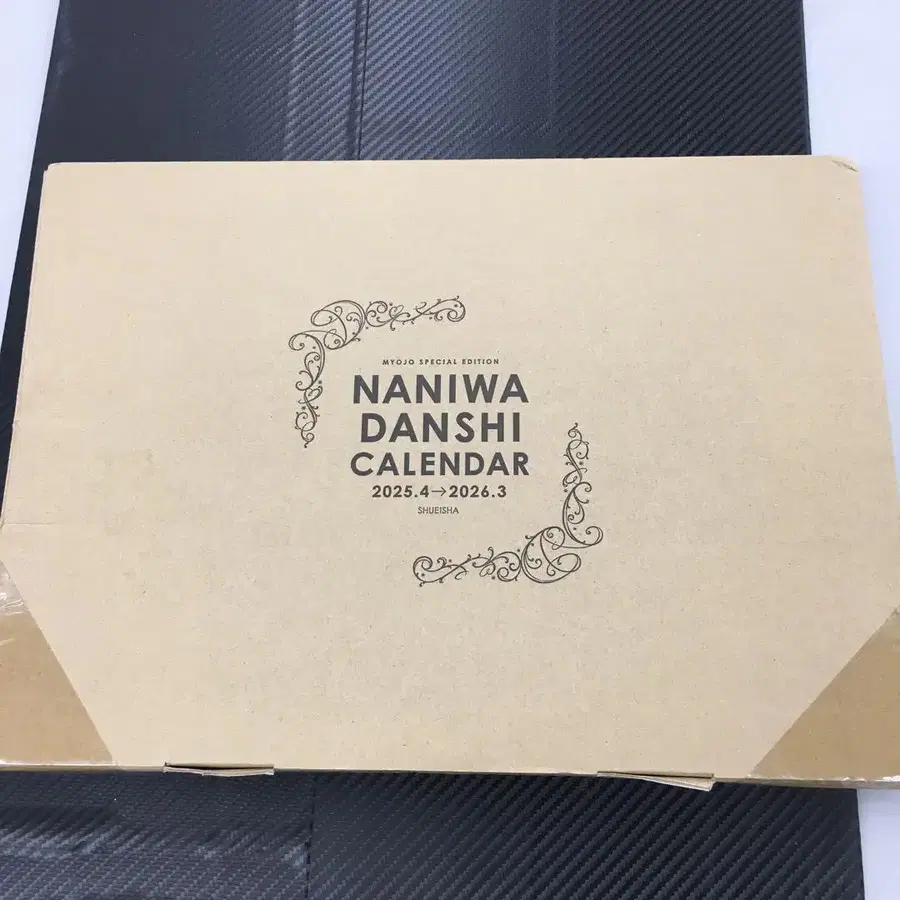 MYOJO SPECIAL EDITION
NANIWA
DANSHI
CALENDAR
2025.4→2026.3
SHUEISHA